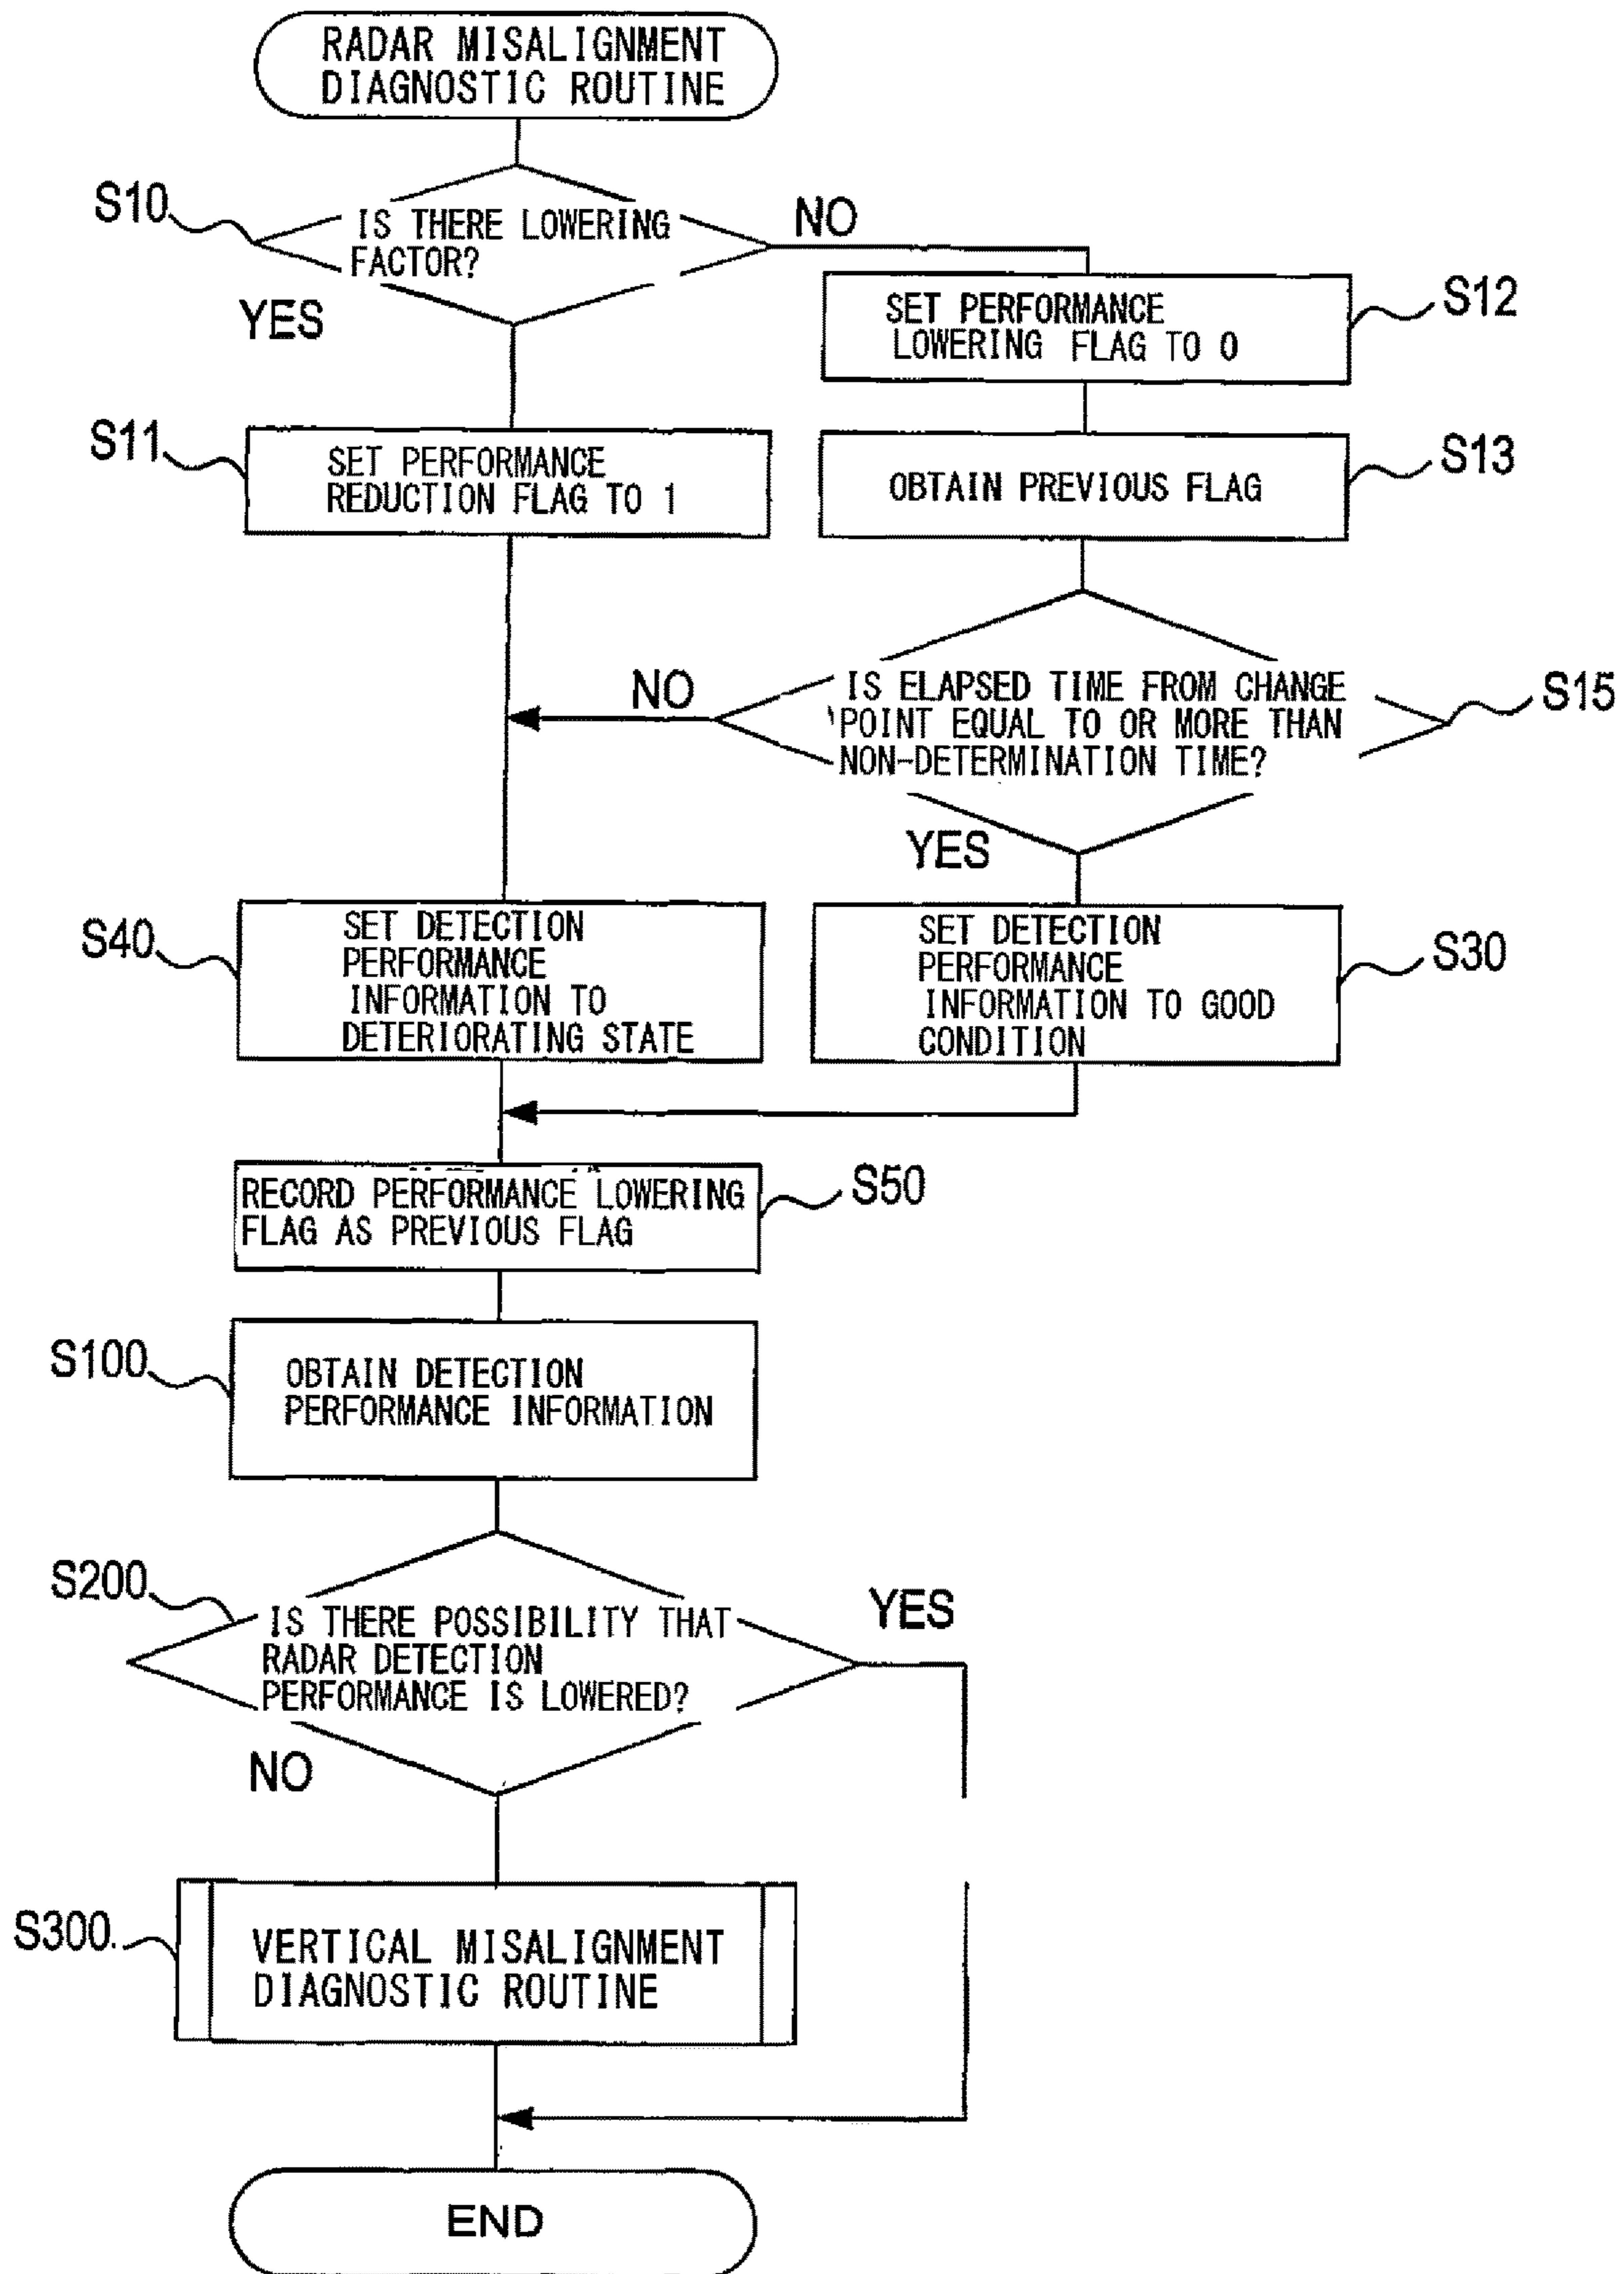 RADAR MISALIGNMENT
DIAGNOSTIC ROUTINE
S10
IS THERE LOWERING
FACTOR?
NO
YES
SET PERFORMANCE
LOWERING FLAG TO 0
S12
S11
SET PERFORMANCE
REDUCTION FLAG TO 1
OBTAIN PREVIOUS FLAG
S13
NO
IS ELAPSED TIME FROM CHANGE
POINT EQUAL TO OR MORE THAN
NON-DETERMINATION TIME?
S15
YES
S40
SET DETECTION
PERFORMANCE
INFORMATION TO
DETERIORATING STATE
SET DETECTION
PERFORMANCE
INFORMATION TO GOOD
CONDITION
S30
RECORD PERFORMANCE LOWERING
FLAG AS PREVIOUS FLAG
S50
S100
OBTAIN DETECTION
PERFORMANCE INFORMATION
S200
IS THERE POSSIBILITY THAT
RADAR DETECTION
PERFORMANCE IS LOWERED?
YES
NO
S300
VERTICAL MISALIGNMENT
DIAGNOSTIC ROUTINE
END